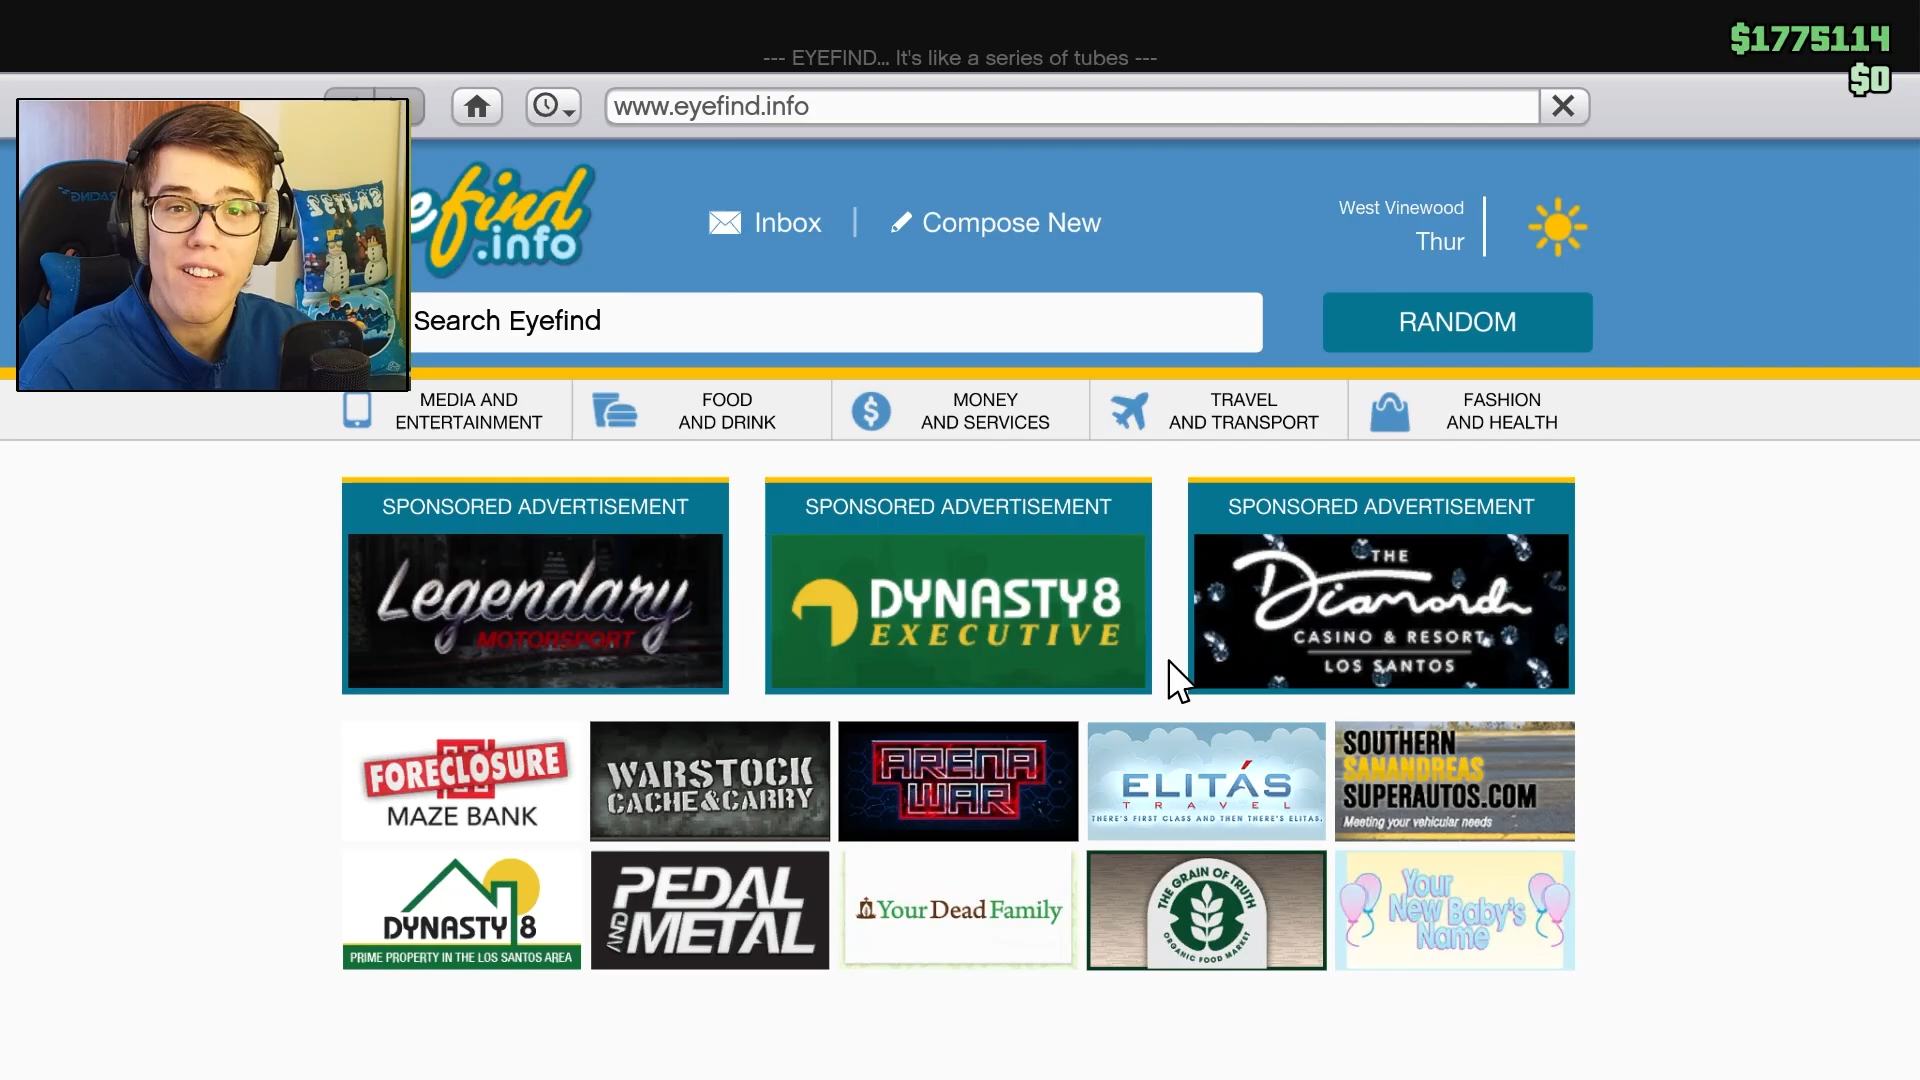 $1775114
$0
--- EYEFIND... It's like a series of tubes ---
www.eyefind.info
efind
.info
Inbox
Compose New
West Vinewood
Thur
Search Eyefind
RANDOM
MEDIA AND
ENTERTAINMENT
FOOD
AND DRINK
MONEY
AND SERVICES
TRAVEL
AND TRANSPORT
FASHION
AND HEALTH
SPONSORED ADVERTISEMENT
Legendary
MOTORSPORT
SPONSORED ADVERTISEMENT
DYNASTY8
EXECUTIVE
SPONSORED ADVERTISEMENT
THE
Diamond
CASINO & RESORT
LOS SANTOS
FORECLOSURE
MAZE BANK
WARSTOCK
CACHE&CARRY
ARENA
WAR
ELITÁS
TRAVEL
THERE'S FIRST CLASS AND THEN THERE'S ELITAS.
SOUTHERN
SANANDREAS
SUPERAUTOS.COM
Meeting your vehicular needs
DYNASTY 8
PRIME PROPERTY IN THE LOS SANTOS AREA
PEDAL
AND METAL
YourDeadFamily
THE GRAIN OF TRUTH
ORGANIC FOOD MARKET
Your
New Baby's
Name